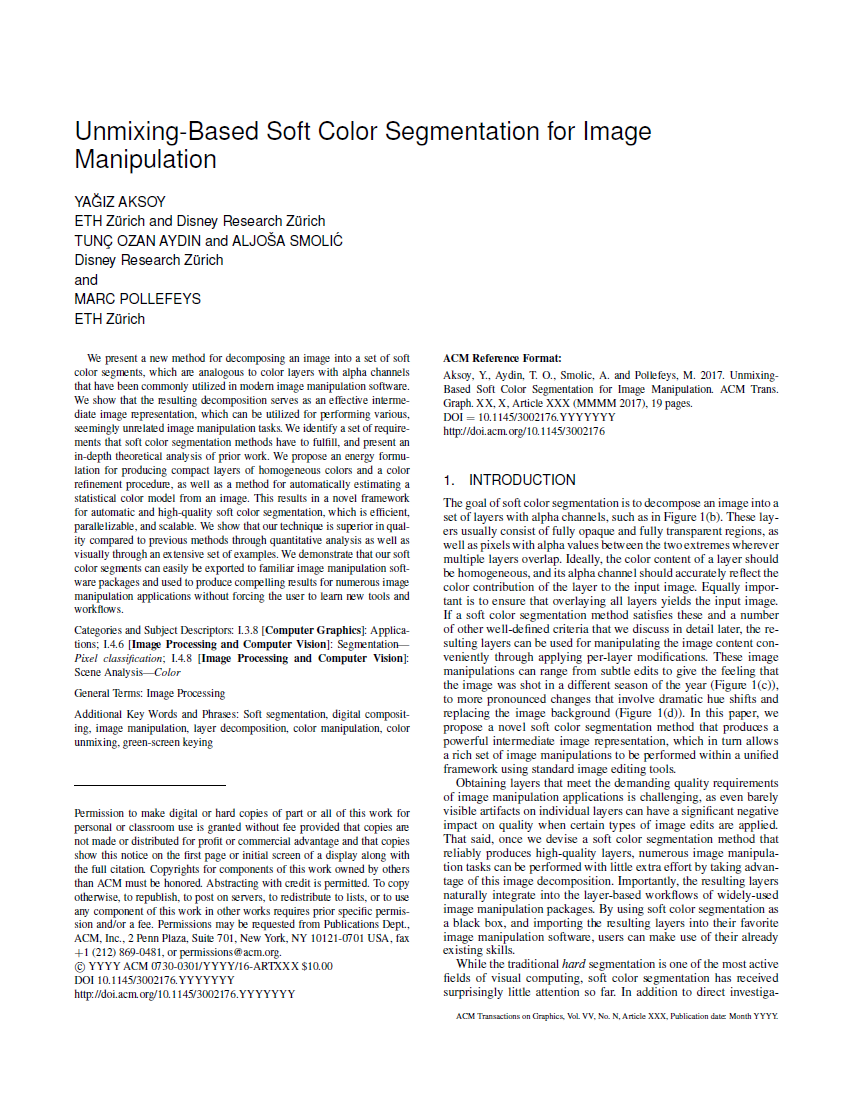 Unmixing-Based Soft Color Segmentation for Image
Manipulation
YAĞIZ AKSOY
ETH Zürich and Disney Research Zürich
TUNÇ OZAN AYDIN and ALJOŠA SMOLIĆ
Disney Research Zürich
and
MARC POLLEFEYS
ETH Zürich
We present a new method for decomposing an image into a set of soft
color segments, which are analogous to color layers with alpha channels
that have been commonly utilized in modern image manipulation software.
We show that the resulting decomposition serves as an effective interme-
diate image representation, which can be utilized for performing various,
seemingly unrelated image manipulation tasks. We identify a set of require-
ments that soft color segmentation methods have to fulfill, and present an
in-depth theoretical analysis of prior work. We propose an energy formu-
lation for producing compact layers of homogeneous colors and a color
refinement procedure, as well as a method for automatically estimating a
statistical color model from an image. This results in a novel framework
for automatic and high-quality soft color segmentation, which is efficient,
parallelizable, and scalable. We show that our technique is superior in qual-
ity compared to previous methods through quantitative analysis as well as
visually through an extensive set of examples. We demonstrate that our soft
color segments can easily be exported to familiar image manipulation soft-
ware packages and used to produce compelling results for numerous image
manipulation applications without forcing the user to learn new tools and
workflows.
Categories and Subject Descriptors: I.3.8 [Computer Graphics]: Applica-
tions; I.4.6 [Image Processing and Computer Vision]: Segmentation—
Pixel classification; I.4.8 [Image Processing and Computer Vision]:
Scene Analysis—Color
General Terms: Image Processing
Additional Key Words and Phrases: Soft segmentation, digital composit-
ing, image manipulation, layer decomposition, color manipulation, color
unmixing, green-screen keying
Permission to make digital or hard copies of part or all of this work for
personal or classroom use is granted without fee provided that copies are
not made or distributed for profit or commercial advantage and that copies
show this notice on the first page or initial screen of a display along with
the full citation. Copyrights for components of this work owned by others
than ACM must be honored. Abstracting with credit is permitted. To copy
otherwise, to republish, to post on servers, to redistribute to lists, or to use
any component of this work in other works requires prior specific permis-
sion and/or a fee. Permissions may be requested from Publications Dept.,
ACM, Inc., 2 Penn Plaza, Suite 701, New York, NY 10121-0701 USA, fax
+1 (212) 869-0481, or permissions@acm.org.
© YYYY ACM 0730-0301/YYYY/16-ARTXXX $10.00
DOI 10.1145/3002176.YYYYYYY
http://doi.acm.org/10.1145/3002176.YYYYYYY
ACM Reference Format:
Aksoy, Y., Aydin, T. O., Smolic, A. and Pollefeys, M. 2017. Unmixing-
Based Soft Color Segmentation for Image Manipulation. ACM Trans.
Graph. XX, X, Article XXX (MMMM 2017), 19 pages.
DOI = 10.1145/3002176.YYYYYYY
http://doi.acm.org/10.1145/3002176
1. INTRODUCTION
The goal of soft color segmentation is to decompose an image into a
set of layers with alpha channels, such as in Figure 1(b). These lay-
ers usually consist of fully opaque and fully transparent regions, as
well as pixels with alpha values between the two extremes wherever
multiple layers overlap. Ideally, the color content of a layer should
be homogeneous, and its alpha channel should accurately reflect the
color contribution of the layer to the input image. Equally impor-
tant is to ensure that overlaying all layers yields the input image.
If a soft color segmentation method satisfies these and a number
of other well-defined criteria that we discuss in detail later, the re-
sulting layers can be used for manipulating the image content con-
veniently through applying per-layer modifications. These image
manipulations can range from subtle edits to give the feeling that
the image was shot in a different season of the year (Figure 1(c)),
to more pronounced changes that involve dramatic hue shifts and
replacing the image background (Figure 1(d)). In this paper, we
propose a novel soft color segmentation method that produces a
powerful intermediate image representation, which in turn allows
a rich set of image manipulations to be performed within a unified
framework using standard image editing tools.
Obtaining layers that meet the demanding quality requirements
of image manipulation applications is challenging, as even barely
visible artifacts on individual layers can have a significant negative
impact on quality when certain types of image edits are applied.
That said, once we devise a soft color segmentation method that
reliably produces high-quality layers, numerous image manipula-
tion tasks can be performed with little extra effort by taking advan-
tage of this image decomposition. Importantly, the resulting layers
naturally integrate into the layer-based workflows of widely-used
image manipulation packages. By using soft color segmentation as
a black box, and importing the resulting layers into their favorite
image manipulation software, users can make use of their already
existing skills.
While the traditional hard segmentation is one of the most active
fields of visual computing, soft color segmentation has received
surprisingly little attention so far. In addition to direct investiga-
ACM Transactions on Graphics, Vol. VV, No. N, Article XXX, Publication date: Month YYYY.